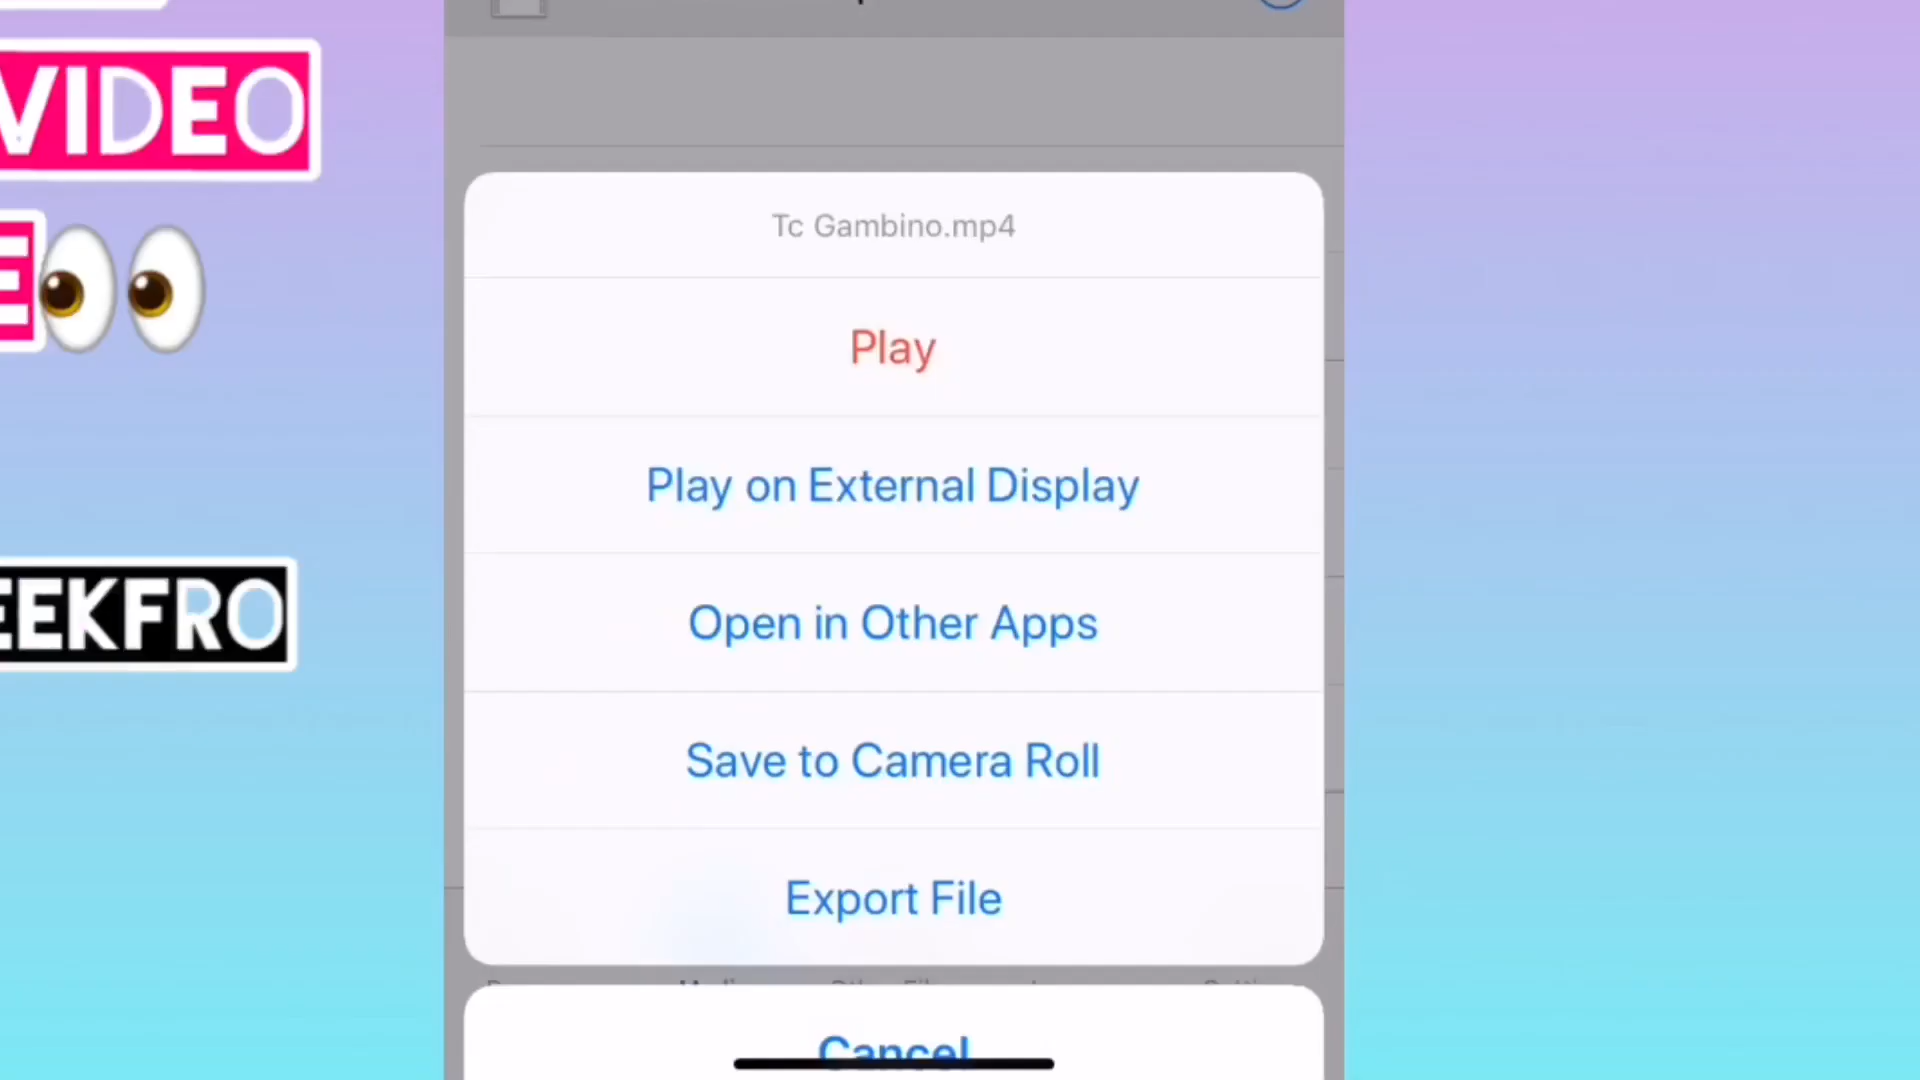 VIDEO
E
EEKFRO
Tc Gambino.mp4
Play
Play on External Display
Open in Other Apps
Save to Camera Roll
Export File
Cancel